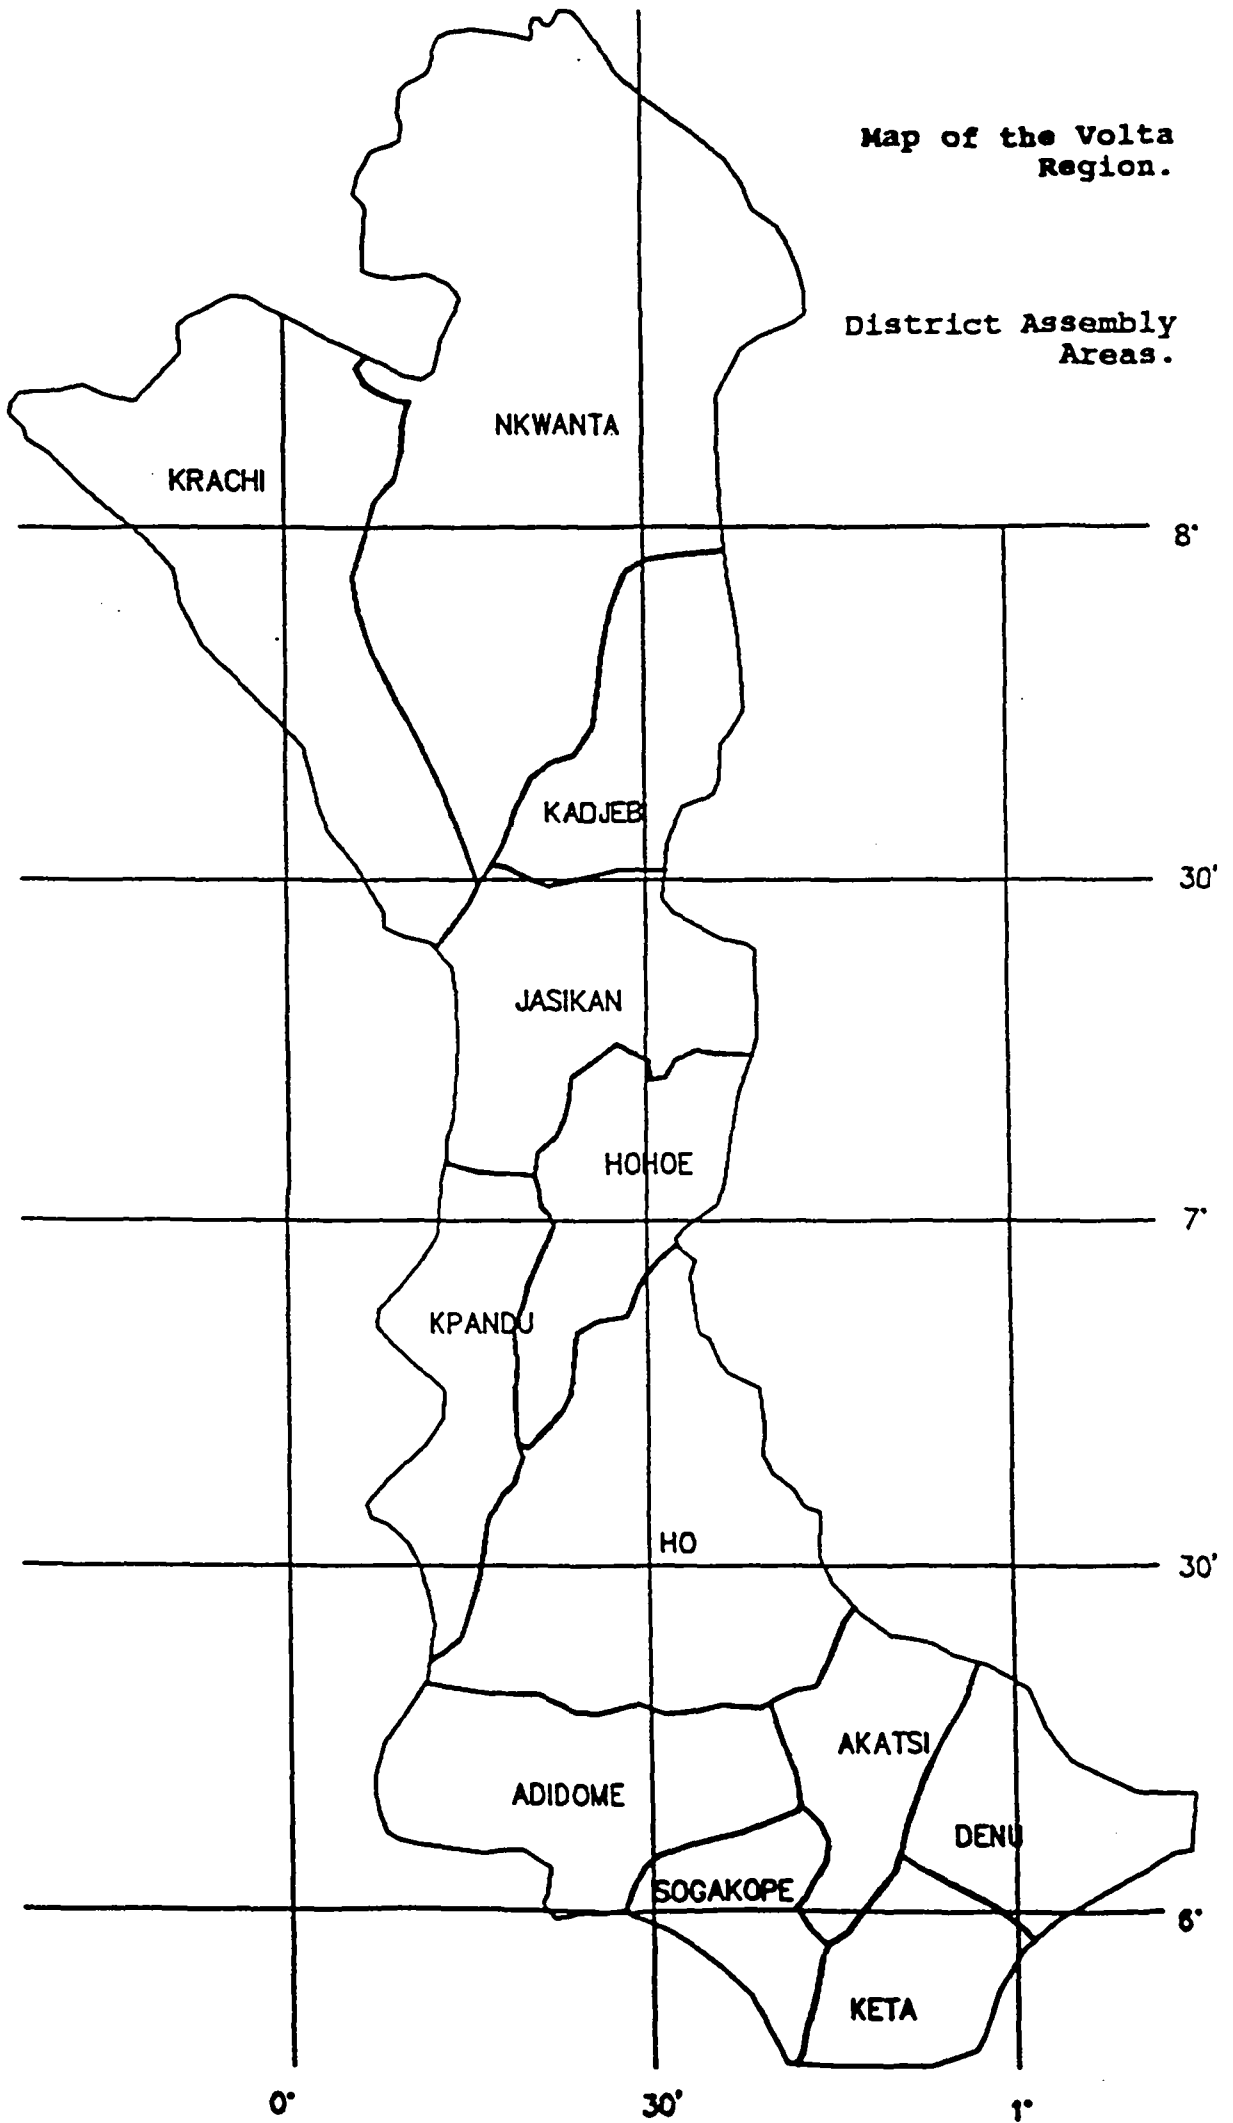 Map of the Volta
Region.
District Assembly
Areas.
NKWANTA
KRACHI
8°
KADJEB
30'
JASIKAN
HOHOE
7°
KPANDU
HO
30'
AKATSI
ADIDOME
DENU
SOGAKOPE
6°
KETA
0°
30'
1°